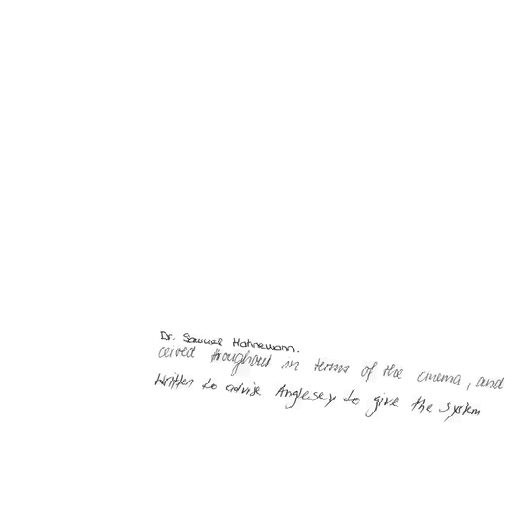 Dr. Samuel Hahnemann.
ceived throughout in terms of the cinema, and
written to advise Anglesey to give the system